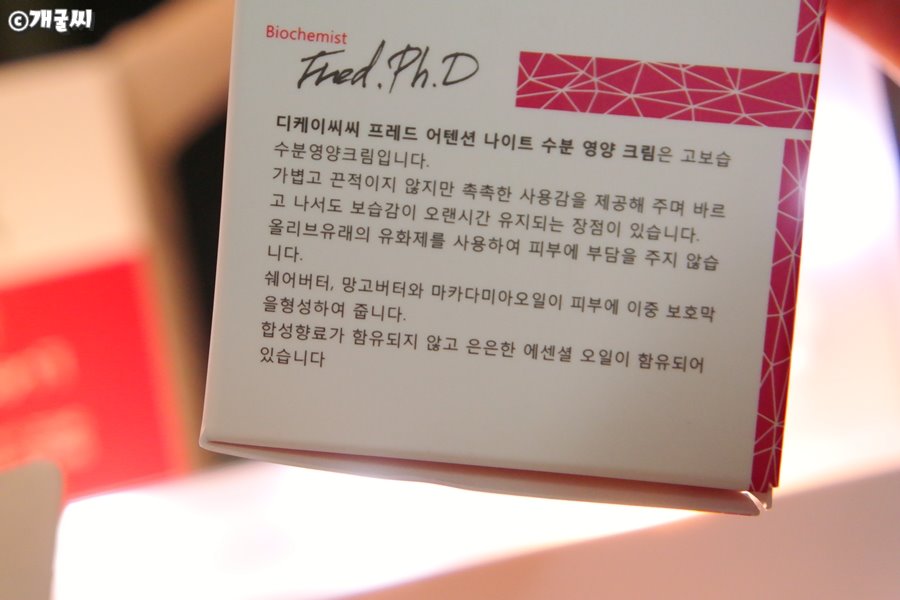 ⓒ개굴씨
Biochemist
Fred.Ph.D
디케이씨씨 프레드 어텐션 나이트 수분 영양 크림은 고보습
수분영양크림입니다.
가볍고 끈적이지 않지만 촉촉한 사용감을 제공해 주며 바르
고 나서도 보습감이 오랜시간 유지되는 장점이 있습니다.
올리브유래의 유화제를 사용하여 피부에 부담을 주지 않습
니다.
쉐어버터, 망고버터와 마카다미아오일이 피부에 이중 보호막
을형성하여 줍니다.
합성향료가 함유되지 않고 은은한 에센셜 오일이 함유되어
있습니다